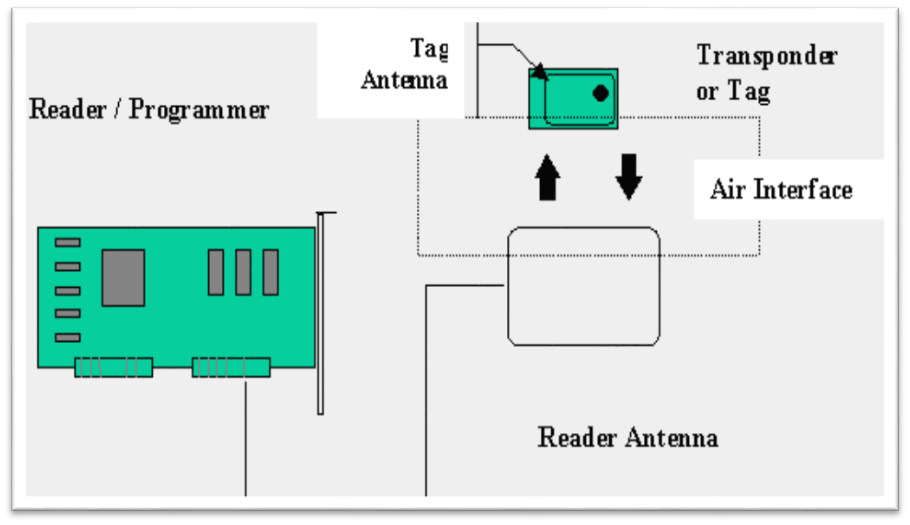 Tag
Antenna
Transponder
or Tag
Reader / Programmer
Air Interface
Reader Antenna